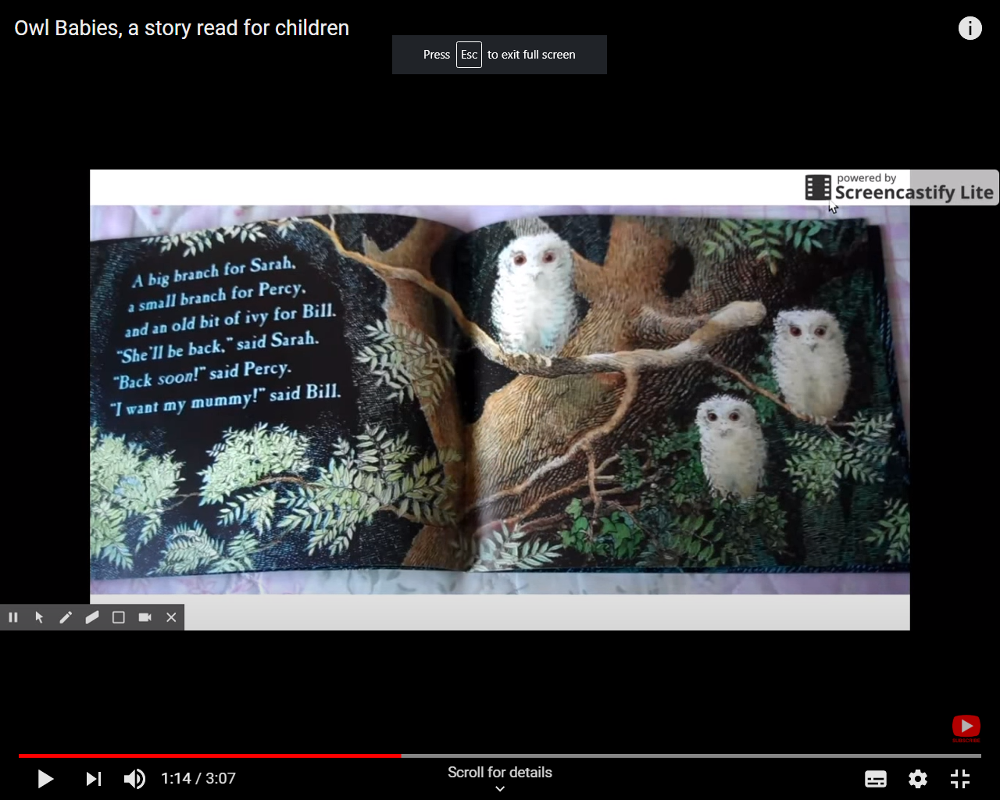 Owl Babies, a story read for children
Press Esc to exit full screen
powered by
Screencastify Lite
A big branch for Sarah,
a small branch for Percy,
and an old bit of ivy for Bill.
“She’ll be back,” said Sarah.
“Back soon!” said Percy.
“I want my mummy!” said Bill.
SUBSCRIBE
1:14 / 3:07
Scroll for details